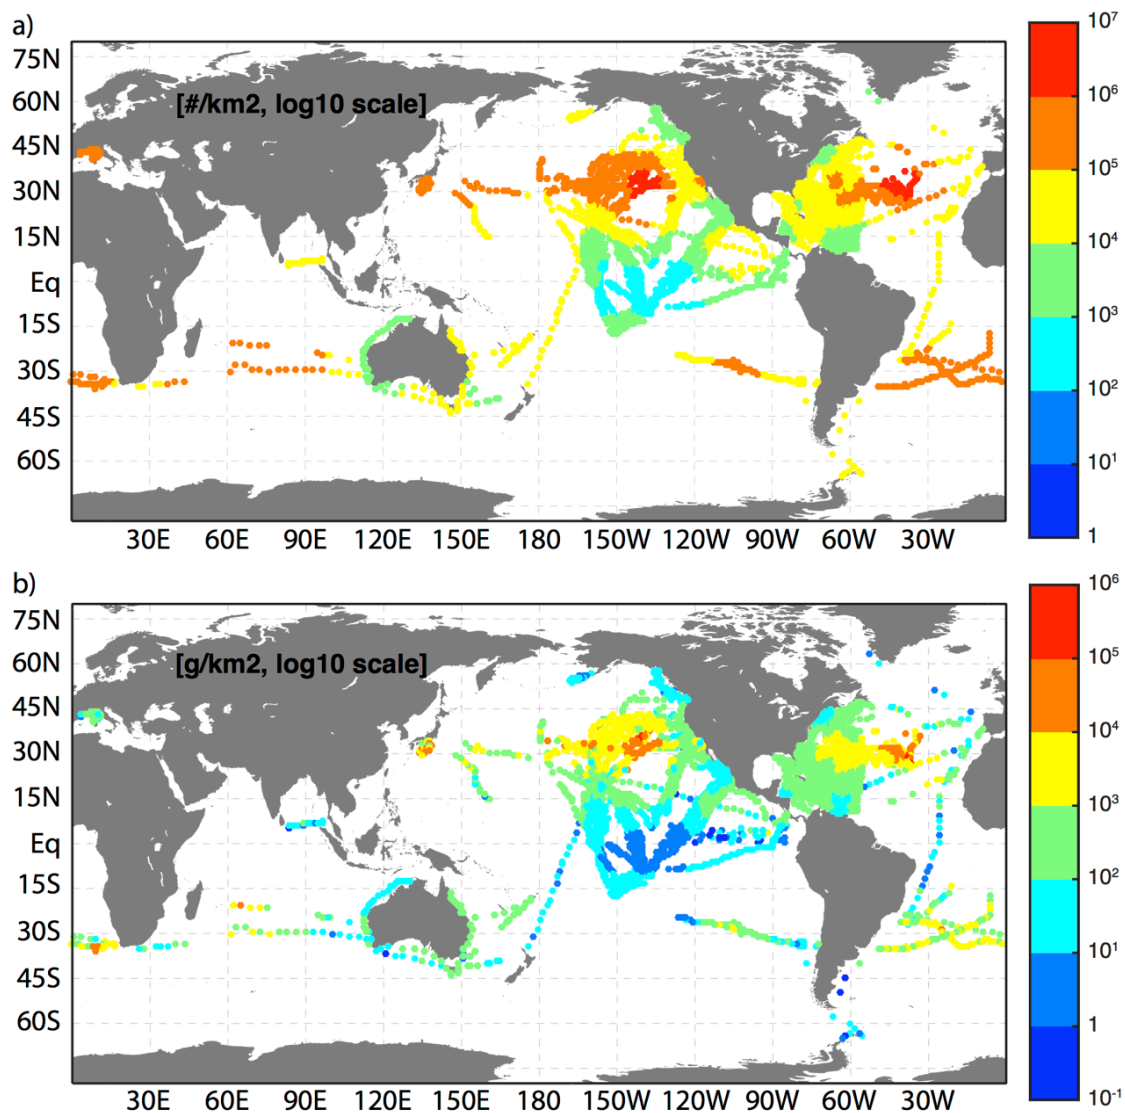 a)
[#/km2, log10 scale]
75N
60N
45N
30N
15N
Eq
15S
30S
45S
60S
30E 60E 90E 120E 150E 180 150W 120W 90W 60W 30W
10⁷
10⁶
10⁵
10⁴
10³
10²
10¹
1
b)
[g/km2, log10 scale]
75N
60N
45N
30N
15N
Eq
15S
30S
45S
60S
30E 60E 90E 120E 150E 180 150W 120W 90W 60W 30W
10⁶
10⁵
10⁴
10³
10²
10¹
1
10⁻¹